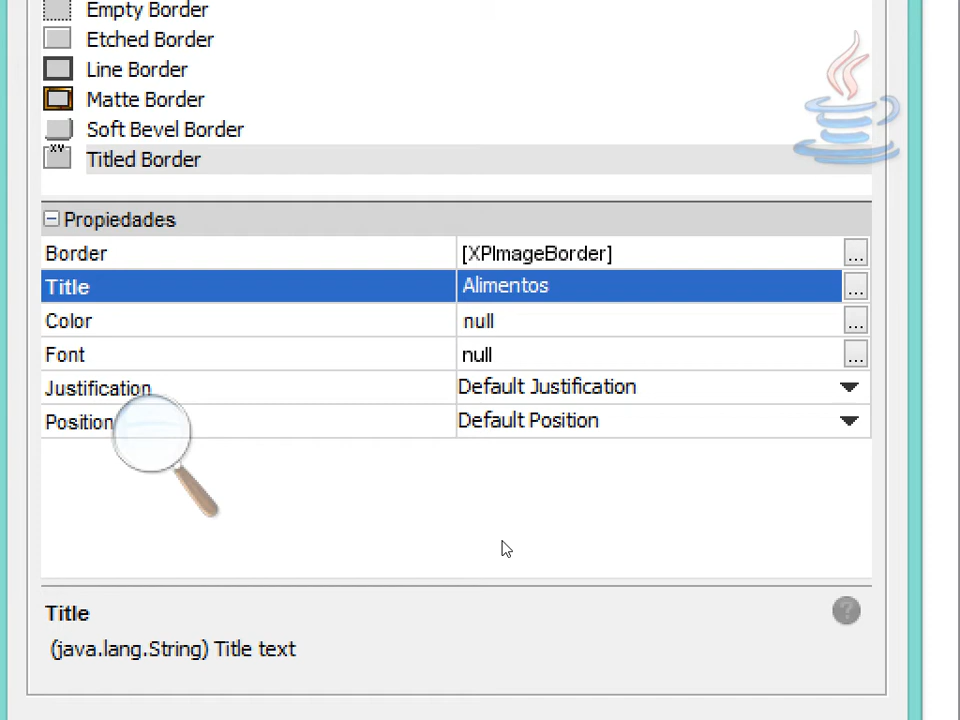 Empty Border
Etched Border
Line Border
Matte Border
Soft Bevel Border
XY Titled Border
Propiedades
Border [XPImageBorder] ...
Title Alimentos ...
Color null ...
Font null ...
Justification Default Justification
Position Default Position
Title ?
(java.lang.String) Title text